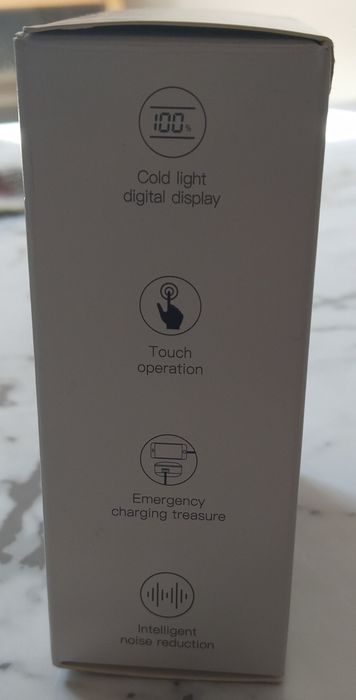 100%
Cold light
digital display
Touch
operation
Emergency
charging treasure
Intelligent
noise reduction